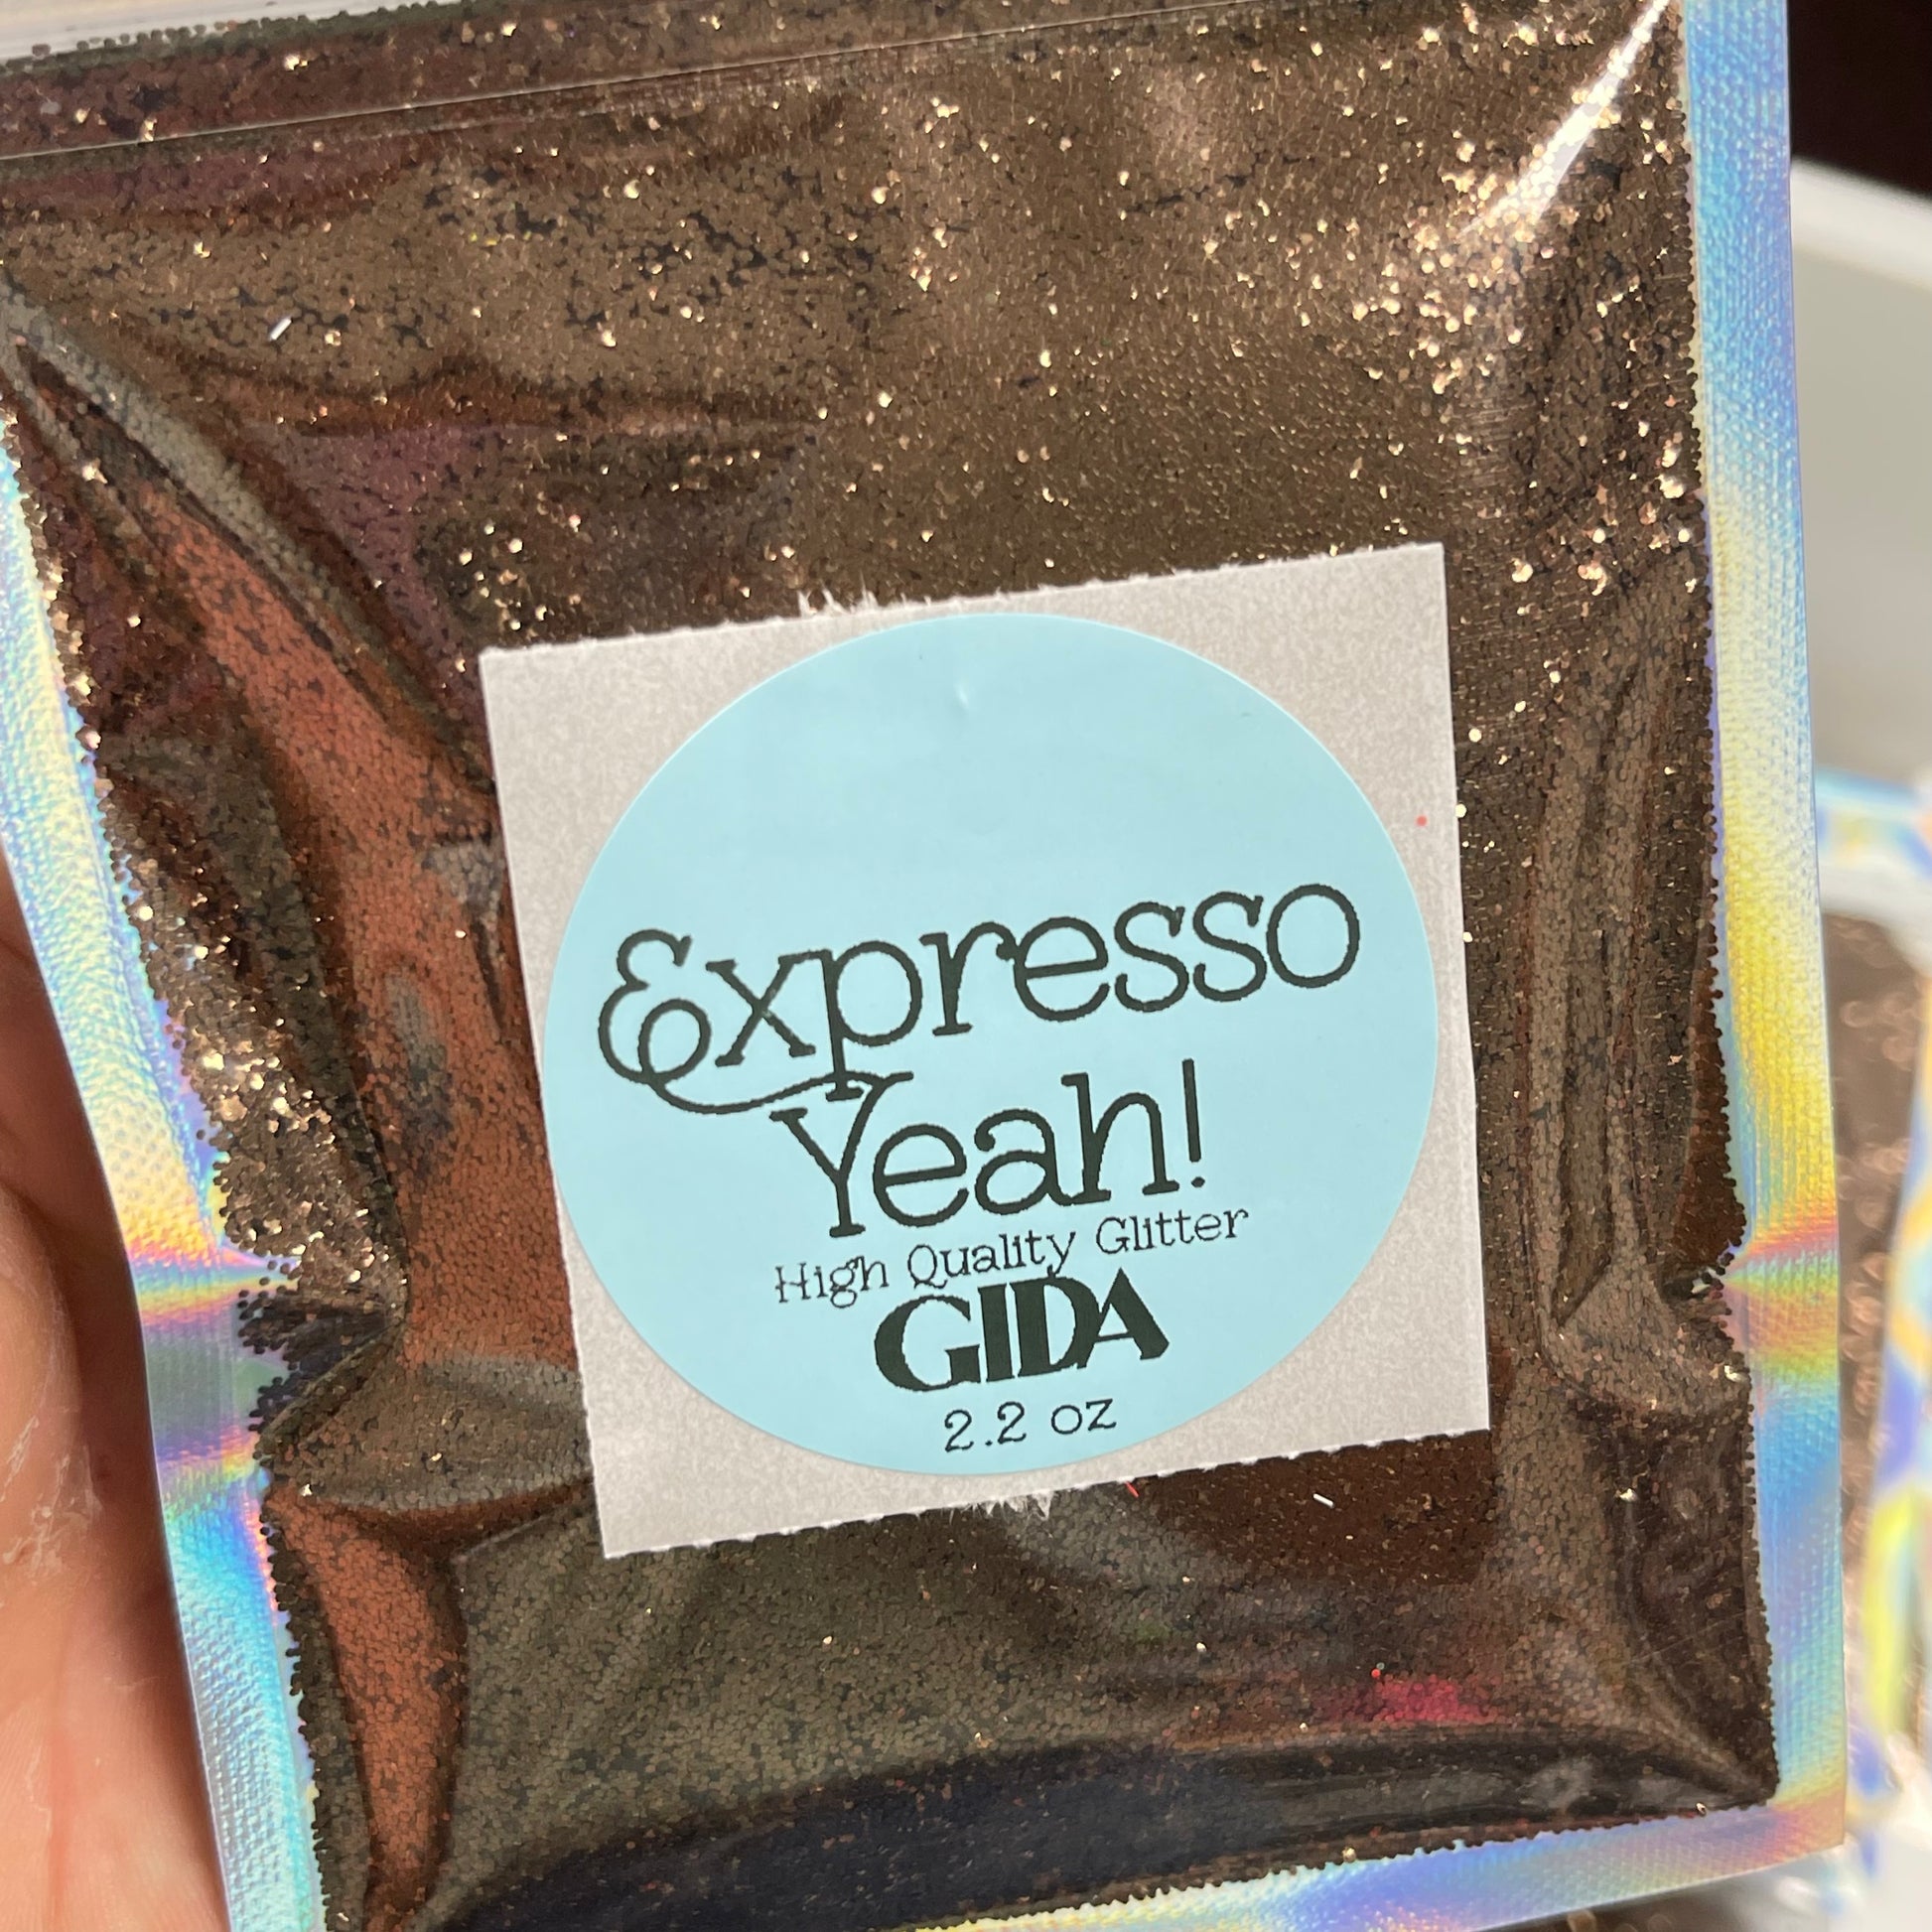 Expresso
Yeah!
High Quality Glitter
GIDA
2.2 oz